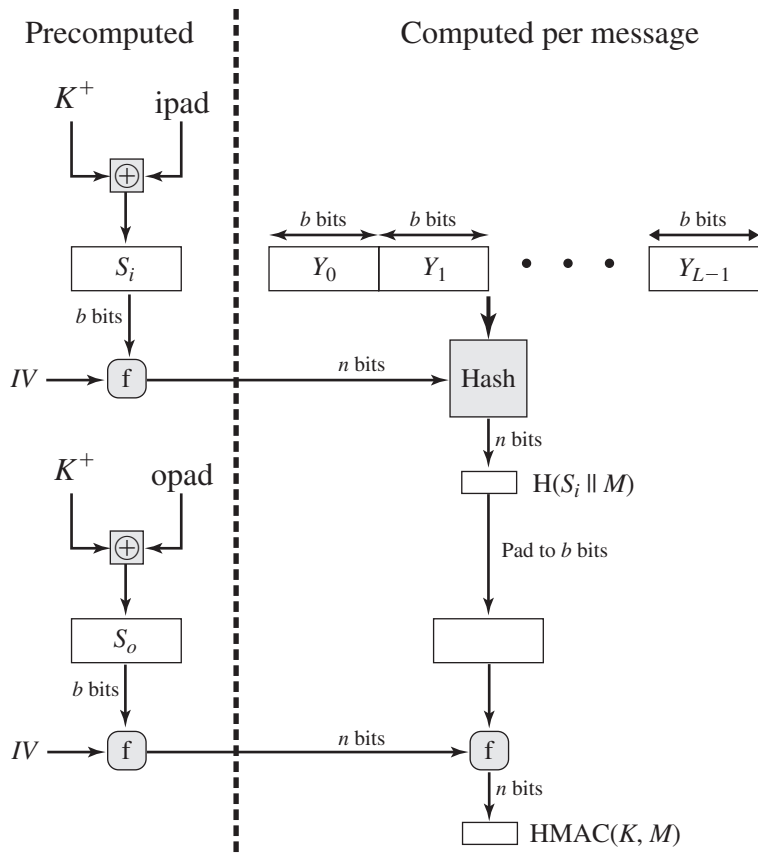 Precomputed
Computed per message
K⁺ ipad
⊕
b bits b bits b bits
Sᵢ
Y₀ Y₁ • • • Y_{L−1}
b bits
IV f n bits Hash
n bits
K⁺ opad
H(Sᵢ || M)
⊕
Pad to b bits
Sₒ
b bits
IV f n bits f
n bits
HMAC(K, M)